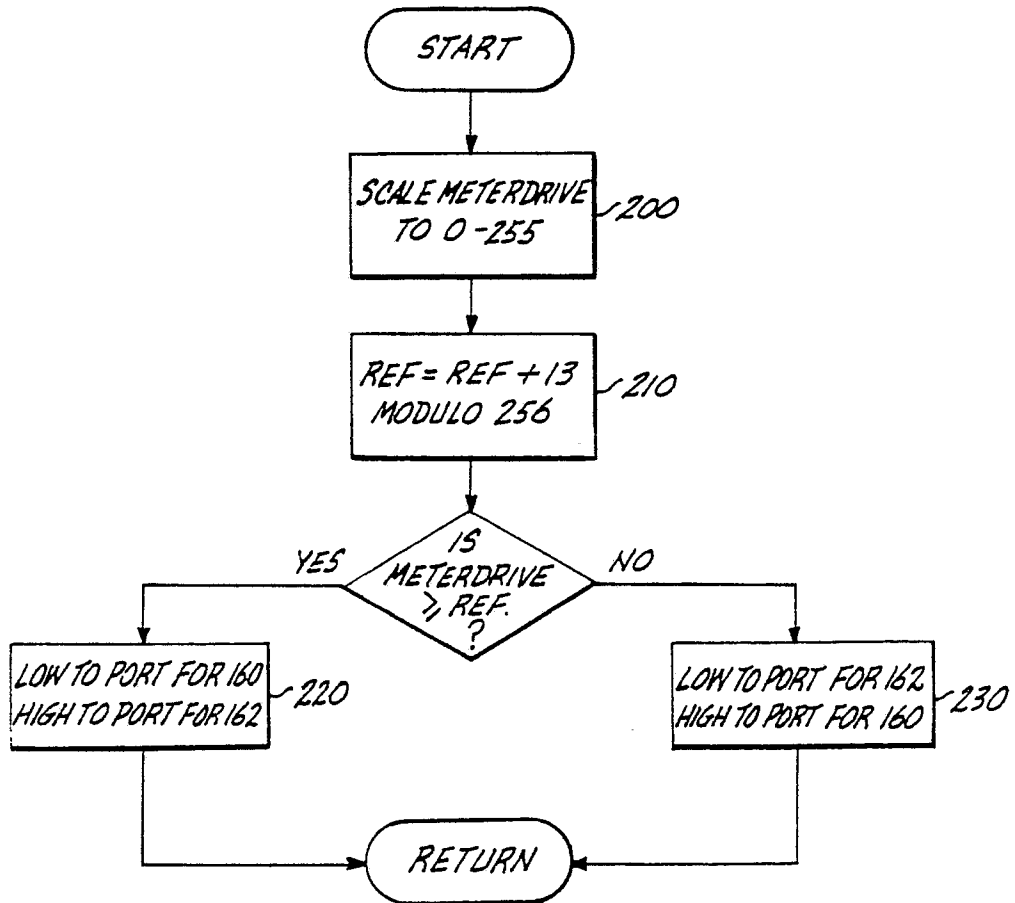 START
SCALE METERDRIVE
TO 0-255
200
REF = REF + 13
MODULO 256
210
IS
METERDRIVE
≥ REF.
?
YES
NO
LOW TO PORT FOR 160
HIGH TO PORT FOR 162
220
LOW TO PORT FOR 162
HIGH TO PORT FOR 160
230
RETURN